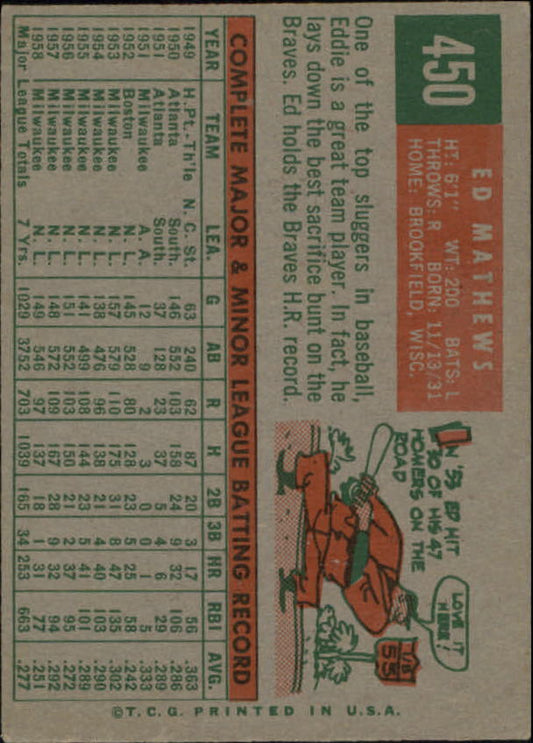 450
ED MATHEWS
HT: 6'1" WT: 200 BATS: L
THROWS: R BORN: 11/13/31
HOME: BROOKFIELD, WISC.
One of the top sluggers in baseball,
Eddie is a great team player. In fact, he
lays down the best sacrifice bunt on the
Braves. Ed holds the Braves H.R. record.
IN '53, ED HIT
30 OF HIS 47
HOMERS ON THE
ROAD
LOVE IT
HERE!
COMPLETE MAJOR & MINOR LEAGUE BATTING RECORD
YEAR TEAM LEA. G AB R H 2B 3B HR RBI AVG.
1949 H.Pt.-Th'le N. C. St. 63 240 62 87 20 3 17 56 .363
1950 Atlanta South. 146 552 103 158 24 9 32 106 .286
1951 Atlanta South. 37 128 23 37 5 4 6 29 .289
1951 Milwaukee A. A. 12 9 2 3 0 0 1 5 .333
1952 Boston N. L. 145 528 80 128 23 5 25 58 .242
1953 Milwaukee N. L. 157 579 110 175 31 8 47 135 .302
1954 Milwaukee N. L. 138 476 96 138 21 4 40 103 .290
1955 Milwaukee N. L. 141 499 108 144 23 5 41 101 .289
1956 Milwaukee N. L. 151 552 103 150 21 2 37 95 .272
1957 Milwaukee N. L. 148 572 109 167 28 9 32 94 .292
1958 Milwaukee N. L. 149 546 97 137 18 1 31 77 .251
Major League Totals 7 Yrs. 1029 3752 703 1039 165 34 253 663 .277
©T.C.G. PRINTED IN U.S.A.